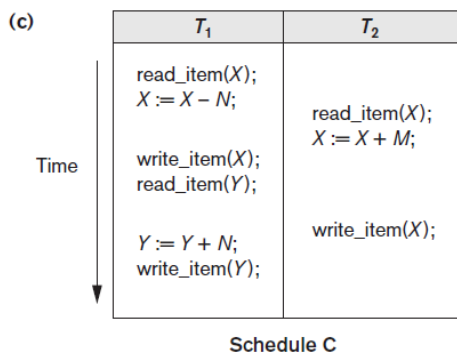 (c)
T1
T2
Time
read_item(X);
X := X – N;
read_item(X);
X := X + M;
write_item(X);
read_item(Y);
write_item(X);
Y := Y + N;
write_item(Y);
Schedule C